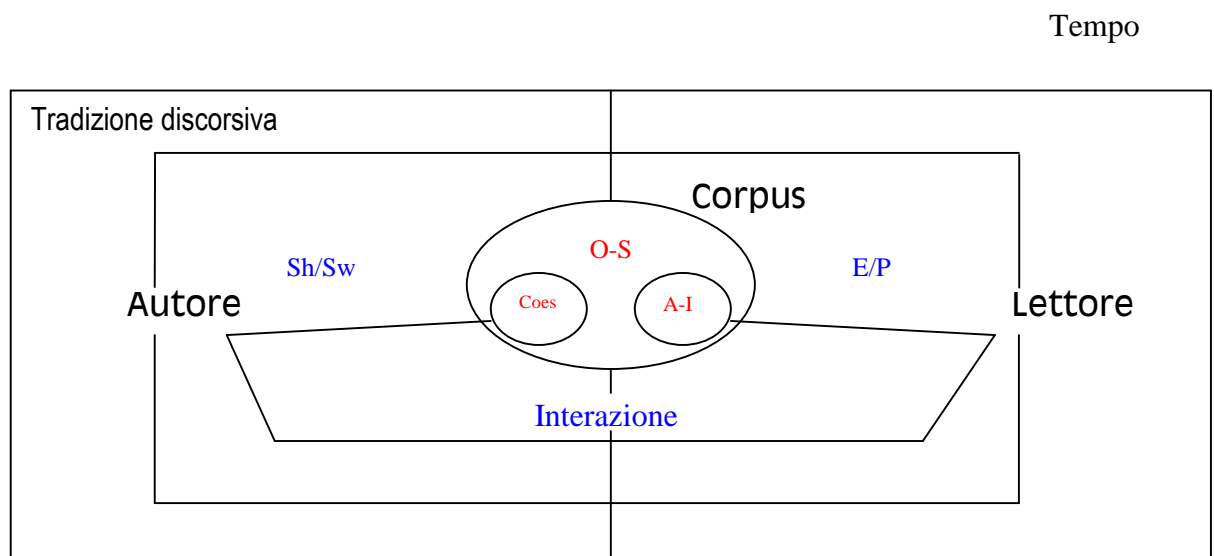 Tempo
Tradizione discorsiva
Corpus
O-S
Sh/Sw
E/P
Autore
Coes
A-I
Lettore
Interazione